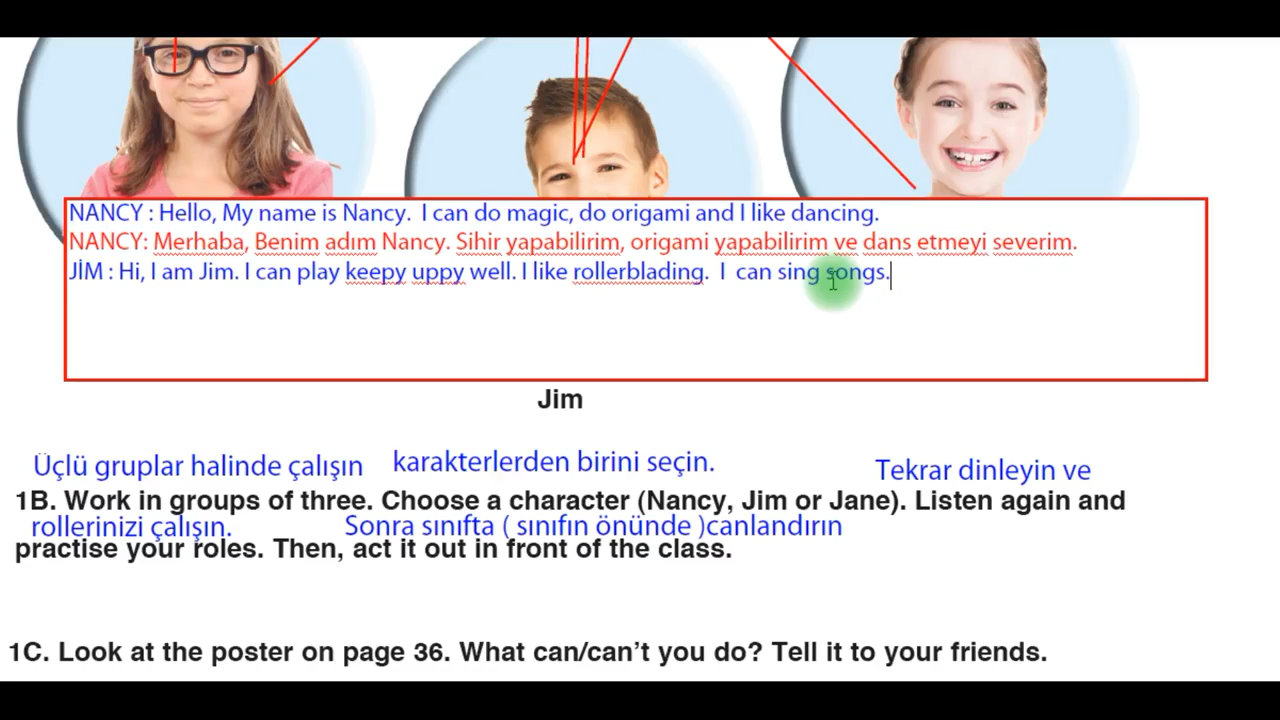 NANCY : Hello, My name is Nancy. I can do magic, do origami and I like dancing.
NANCY: Merhaba, Benim adım Nancy. Sihir yapabilirim, origami yapabilirim ve dans etmeyi severim.
JİM : Hi, I am Jim. I can play keepy uppy well. I like rollerblading. I can sing songs.
Jim
Üçlü gruplar halinde çalışın karakterlerden birini seçin. Tekrar dinleyin ve
1B. Work in groups of three. Choose a character (Nancy, Jim or Jane). Listen again and
rollerinizi çalışın. Sonra sınıfta ( sınıfın önünde )canlandırın
practise your roles. Then, act it out in front of the class.
1C. Look at the poster on page 36. What can/can’t you do? Tell it to your friends.